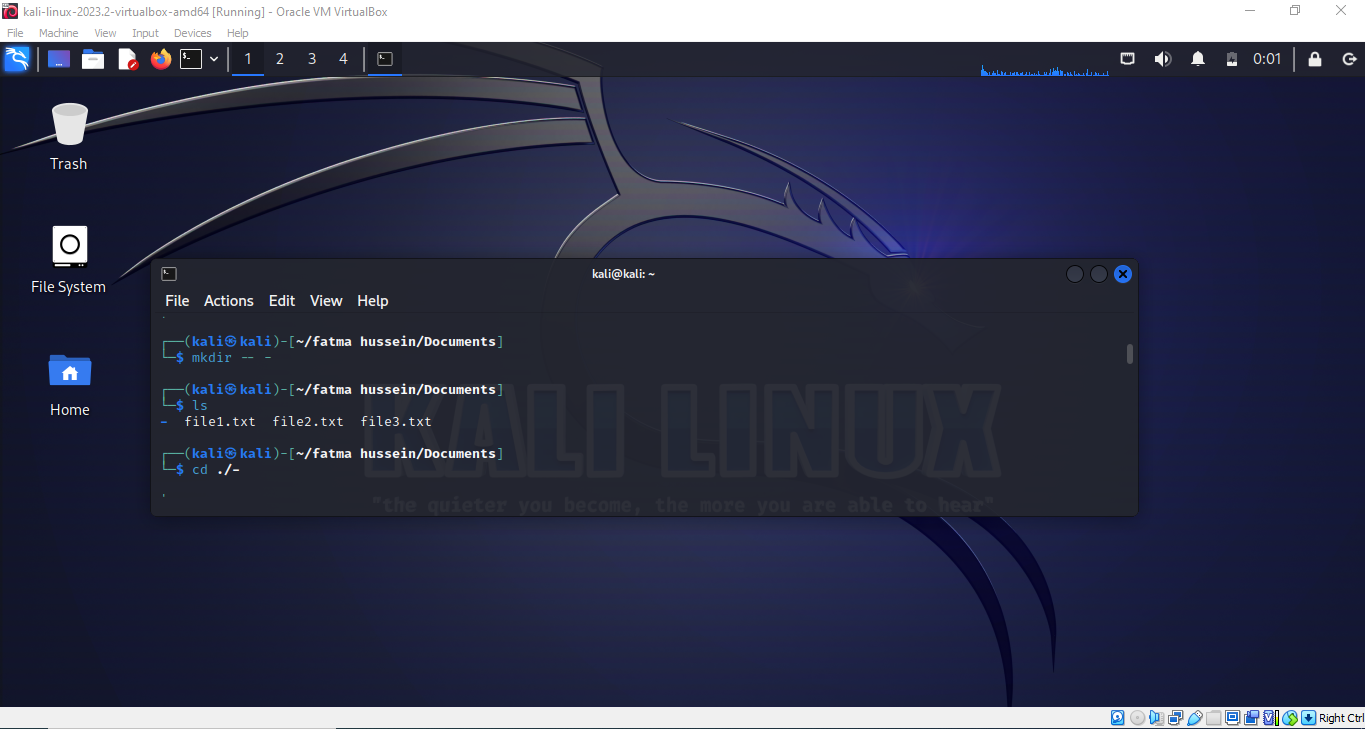 kali-linux-2023.2-virtualbox-amd64 [Running] - Oracle VM VirtualBox
File Machine View Input Devices Help
1 2 3 4 0:01
Trash
File System
Home
kali@kali: ~
File Actions Edit View Help
┌──(kali㉿kali)-[~/fatma hussein/Documents]
└─$ mkdir -- -
┌──(kali㉿kali)-[~/fatma hussein/Documents]
└─$ ls
- file1.txt file2.txt file3.txt
┌──(kali㉿kali)-[~/fatma hussein/Documents]
└─$ cd ./-
KALI LINUX
"the quieter you become, the more you are able to hear"
Right Ctrl